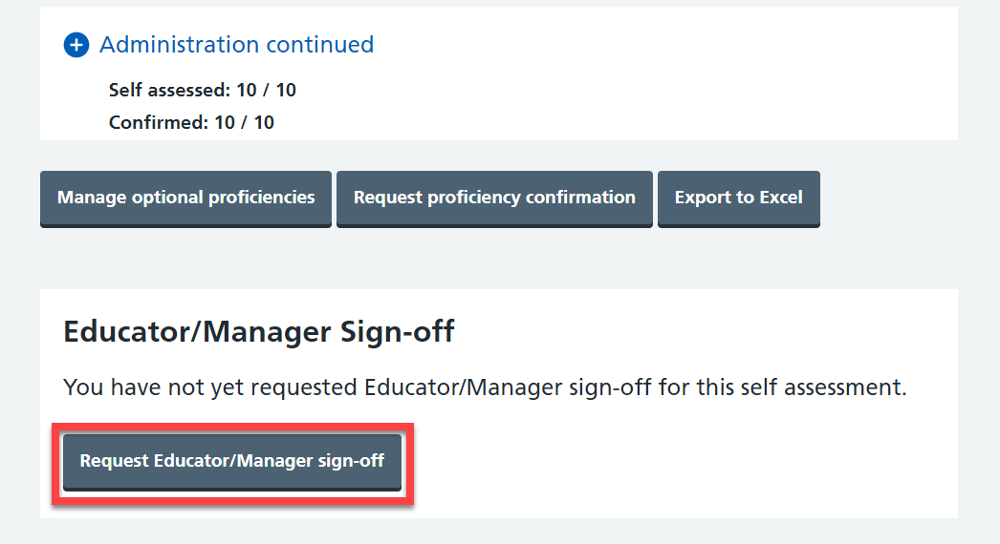 Administration continued
Self assessed: 10 / 10
Confirmed: 10 / 10
Manage optional proficiencies
Request proficiency confirmation
Export to Excel
Educator/Manager Sign-off
You have not yet requested Educator/Manager sign-off for this self assessment.
Request Educator/Manager sign-off